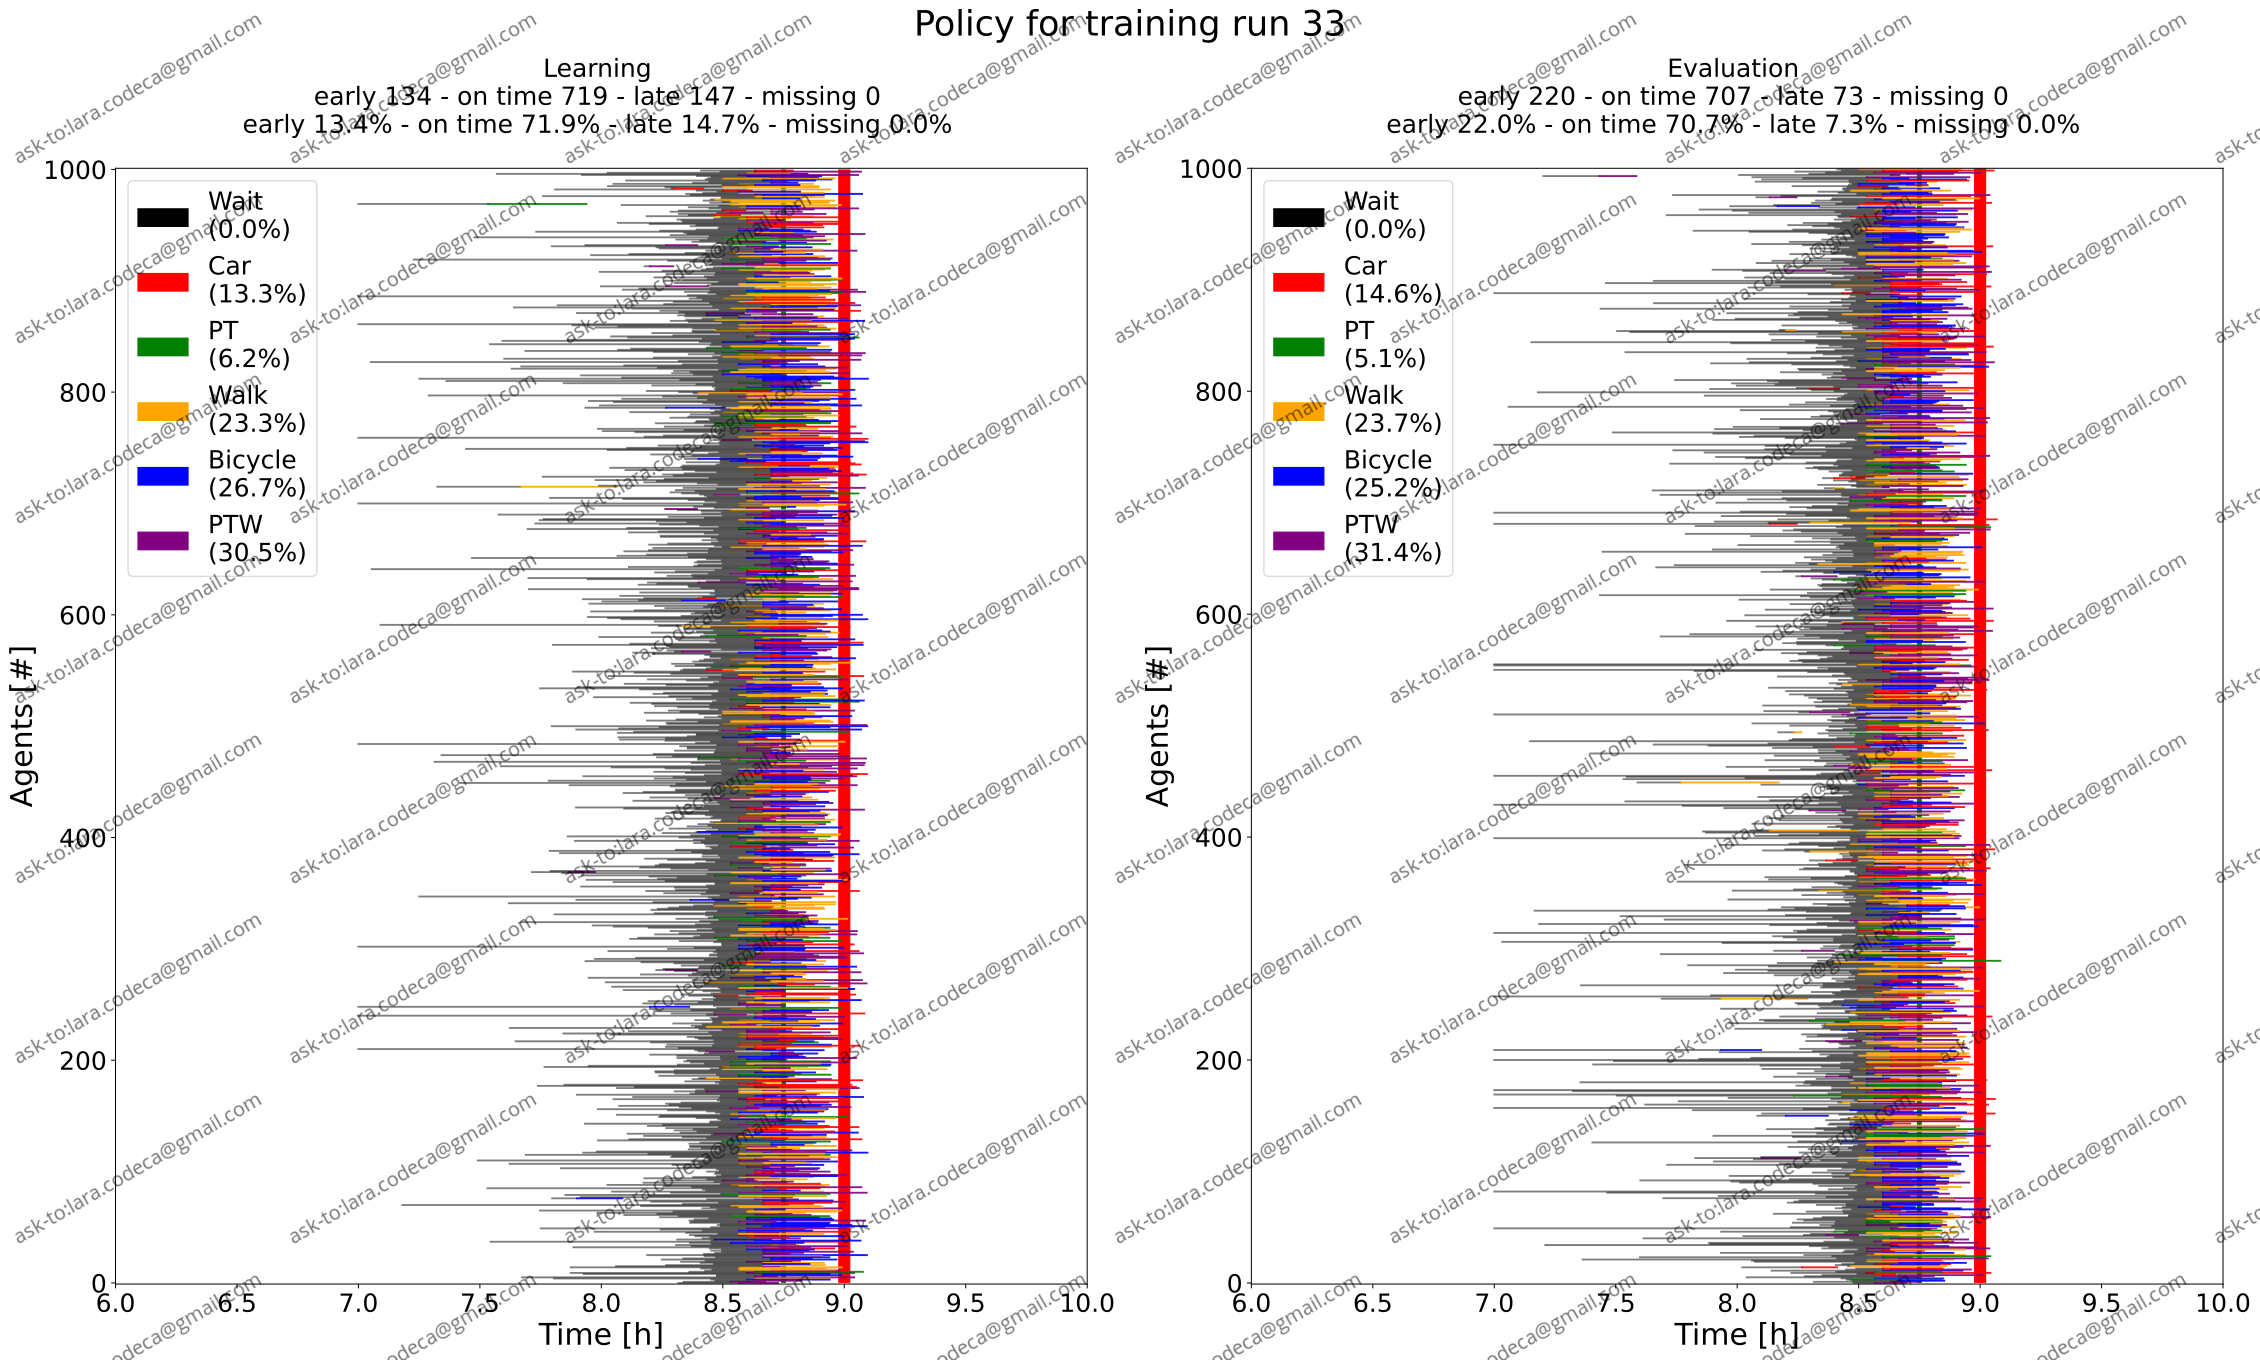 Policy for training run 33
Learning
early 134 - on time 719 - late 147 - missing 0
early 13.4% - on time 71.9% - late 14.7% - missing 0.0%
Evaluation
early 220 - on time 707 - late 73 - missing 0
early 22.0% - on time 70.7% - late 7.3% - missing 0.0%
Agents [#]
1000
800
600
400
200
0
Wait
(0.0%)
Car
(13.3%)
PT
(6.2%)
Walk
(23.3%)
Bicycle
(26.7%)
PTW
(30.5%)
6.0 6.5 7.0 7.5 8.0 8.5 9.0 9.5 10.0
Time [h]
Agents [#]
1000
800
600
400
200
0
Wait
(0.0%)
Car
(14.6%)
PT
(5.1%)
Walk
(23.7%)
Bicycle
(25.2%)
PTW
(31.4%)
6.0 6.5 7.0 7.5 8.0 8.5 9.0 9.5 10.0
Time [h]
ask-to:lara.codeca@gmail.com